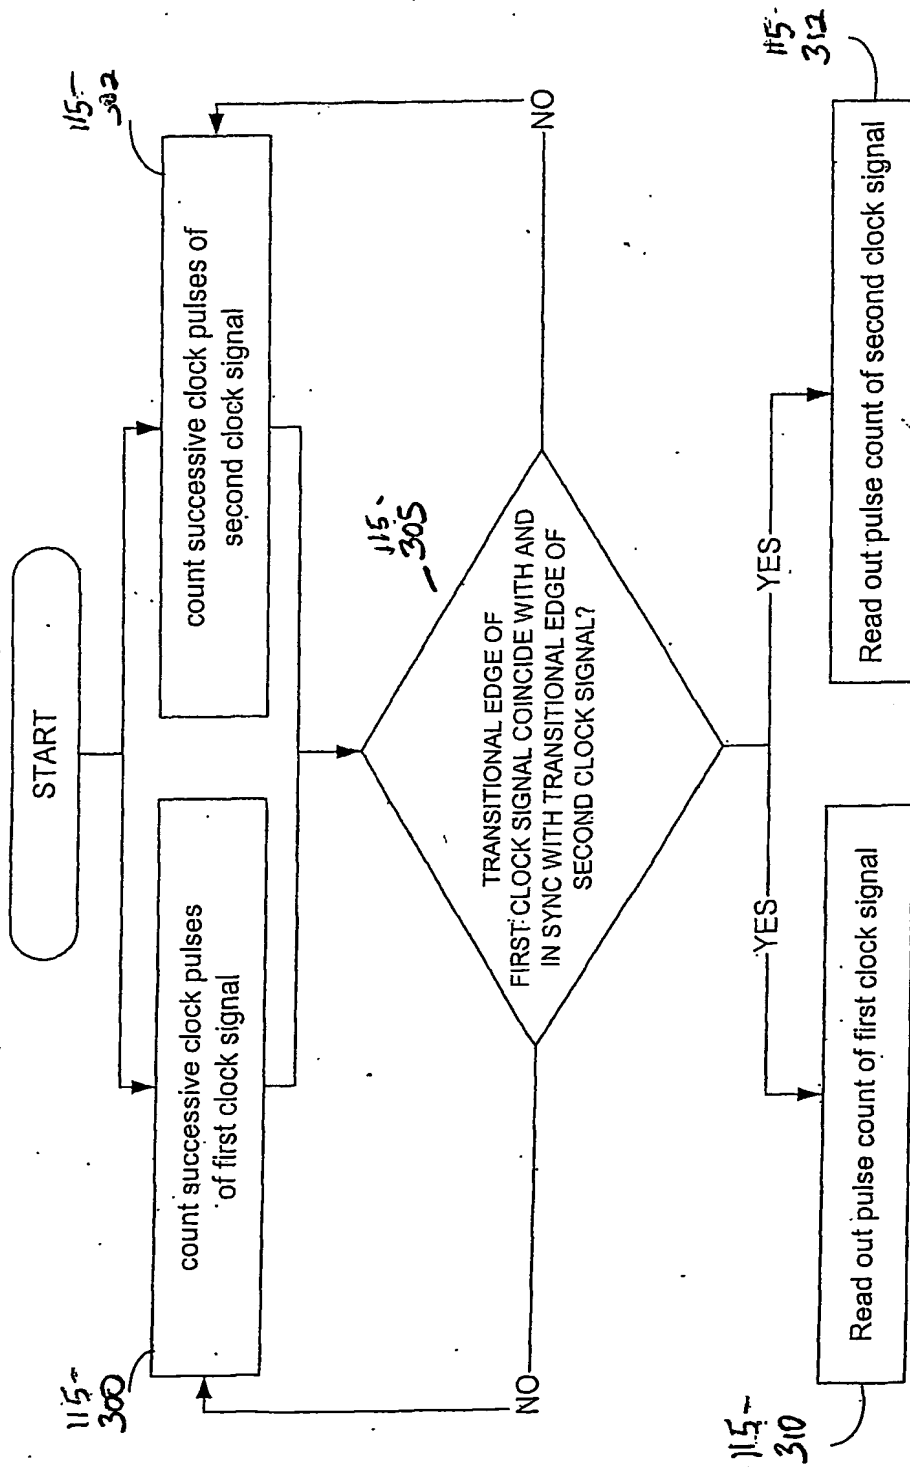 START
115-
300
count successive clock pulses
of first clock signal
115-
302
count successive clock pulses of
second clock signal
115-
305
TRANSITIONAL EDGE OF
FIRST CLOCK SIGNAL COINCIDE WITH AND
IN SYNC WITH TRANSITIONAL EDGE OF
SECOND CLOCK SIGNAL?
NO
NO
YES
YES
115-
310
Read out pulse count of first clock signal
115-
312
Read out pulse count of second clock signal